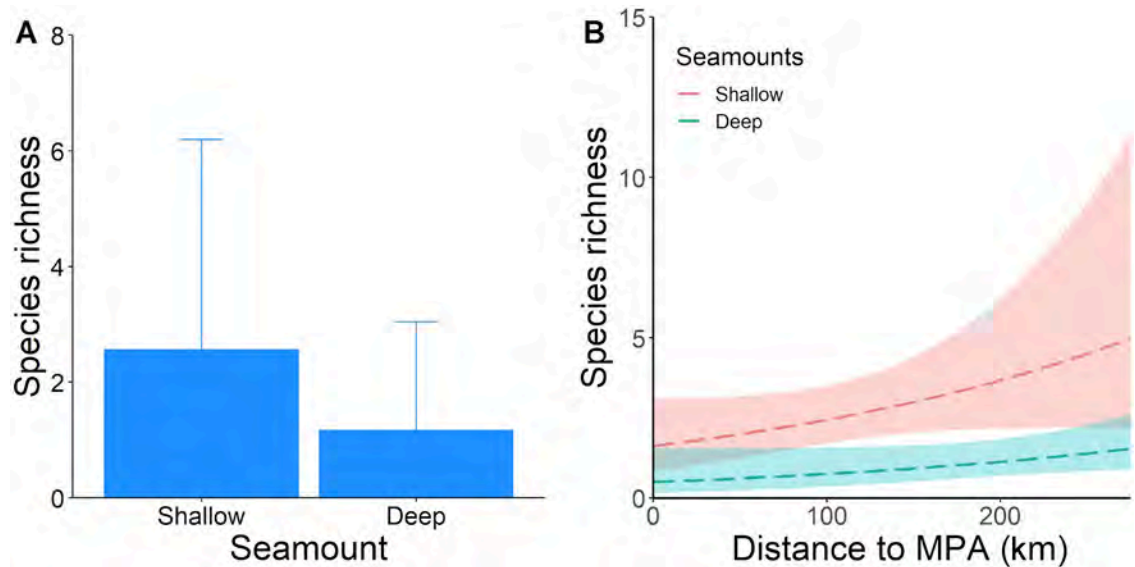 A
8
6
4
2
0
Species richness
Shallow
Deep
Seamount
B
15
10
5
0
Species richness
Seamounts
Shallow
Deep
0
100
200
Distance to MPA (km)